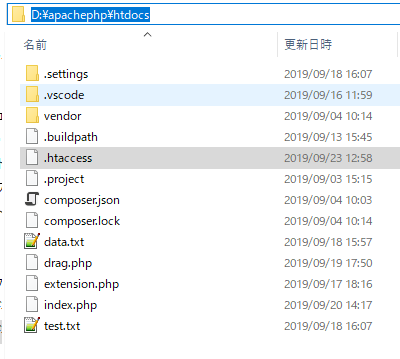 D:¥apachephp¥htdocs
名前 更新日時
.settings 2019/09/18 16:07
.vscode 2019/09/16 11:59
vendor 2019/09/04 10:14
.buildpath 2019/09/13 15:45
.htaccess 2019/09/23 12:58
.project 2019/09/03 15:15
composer.json 2019/09/04 10:03
composer.lock 2019/09/04 10:14
data.txt 2019/09/18 15:57
drag.php 2019/09/19 17:50
extension.php 2019/09/17 18:16
index.php 2019/09/20 14:17
test.txt 2019/09/18 16:07